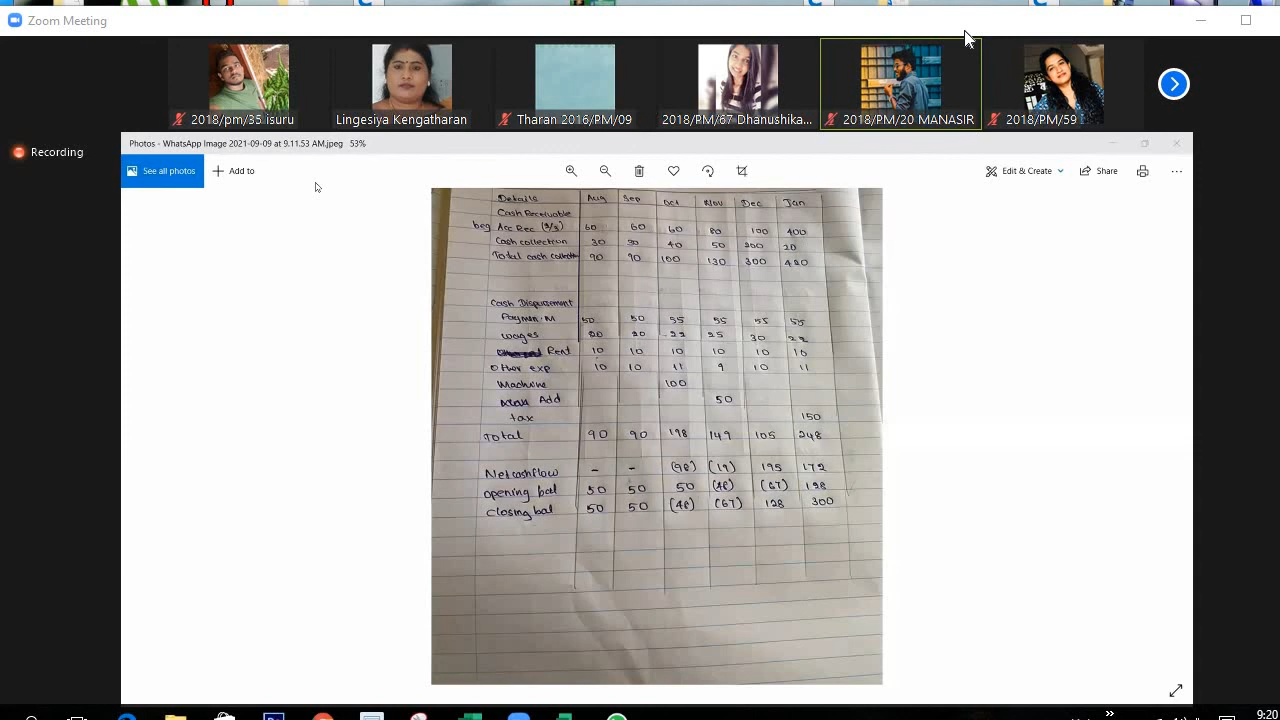 Zoom Meeting
2018/pm/35 isuru
Lingesiya Kengatharan
Tharan 2016/PM/09
2018/PM/67 Dhanushika...
2018/PM/20 MANASIR
2018/PM/59
Recording
Photos - WhatsApp Image 2021-09-09 at 9.11.53 AM.jpeg 53%
See all photos
Add to
Edit & Create
Share
Details Aug Sep Oct Nov Dec Jan
Cash Receivable
beg Acc Rec (2/3) 60 60 60 80 100 400
Cash collection 30 30 40 50 200 20
Total cash 90 90 100 130 300 420
Cash Dispursement
Paymen.M 50 50 55 55 55 55
wages 20 20 22 25 30 22
Rent 10 10 10 10 10 10
Other exp 10 10 11 9 10 11
Machine 100
Add 50
tax 150
Total 90 90 198 149 105 248
Net cashflow - - (98) (19) 195 172
opening bal 50 50 50 (48) (67) 128
closing bal 50 50 (48) (67) 128 300
9:20